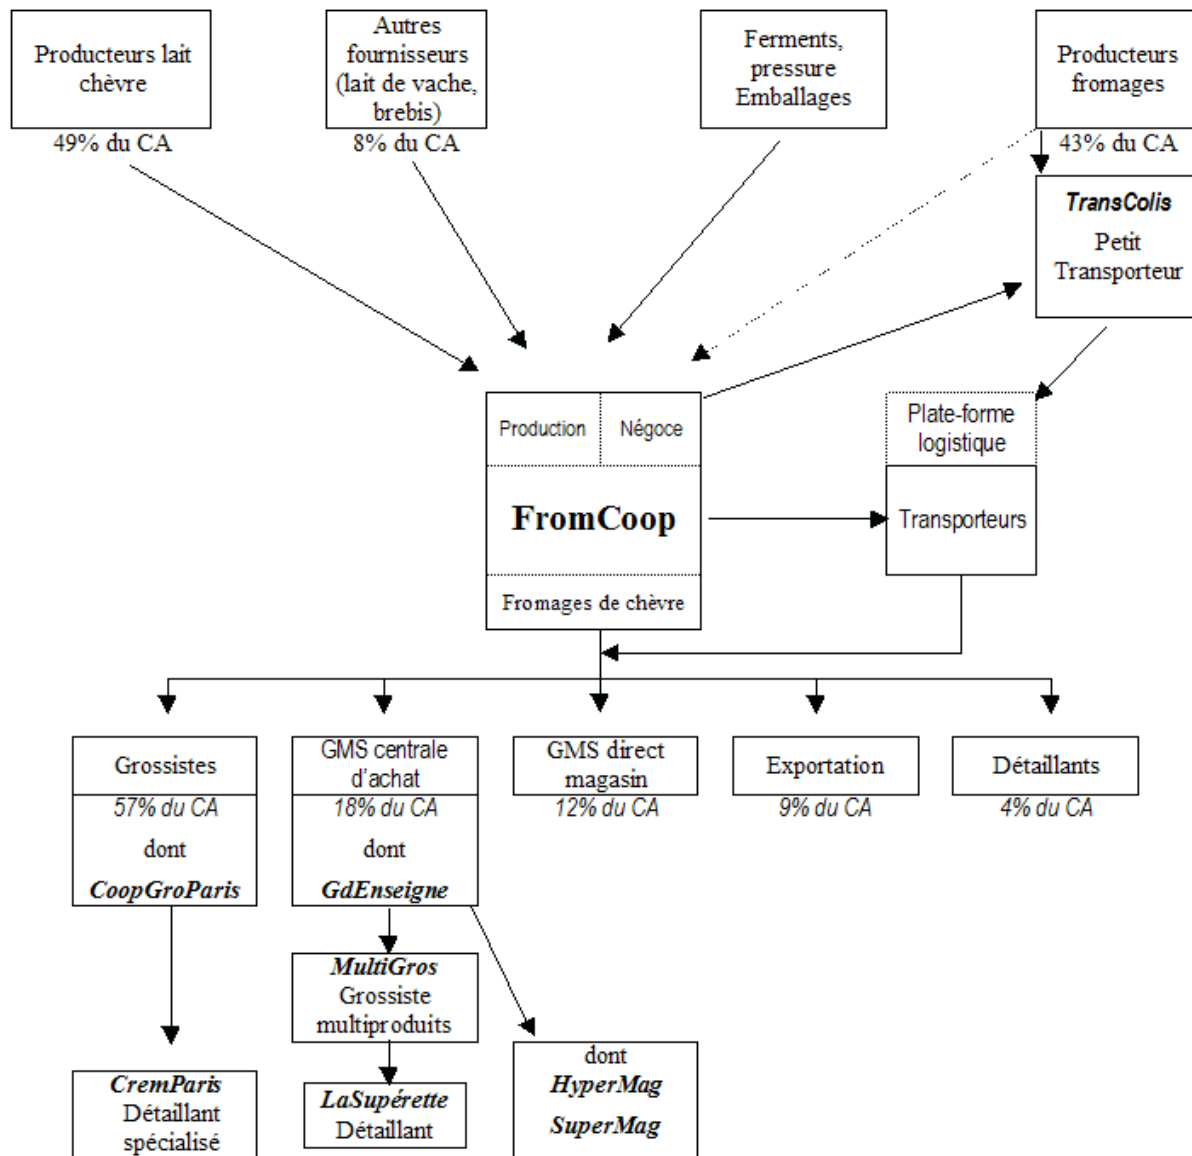 Producteurs lait
chèvre
49% du CA
Autres
fournisseurs
(lait de vache,
brebis)
8% du CA
Ferments,
pressure
Emballages
Producteurs
fromages
43% du CA
TransColis
Petit
Transporteur
Production
Négoce
FromCoop
Fromages de chèvre
Plate-forme
logistique
Transporteurs
Grossistes
57% du CA
dont
CoopGroParis
GMS centrale
d'achat
18% du CA
dont
GdEnseigne
GMS direct
magasin
12% du CA
Exportation
9% du CA
Détaillants
4% du CA
MultiGros
Grossiste
multiproduits
CremParis
Détaillant
spécialisé
LaSupérette
Détaillant
dont
HyperMag
SuperMag